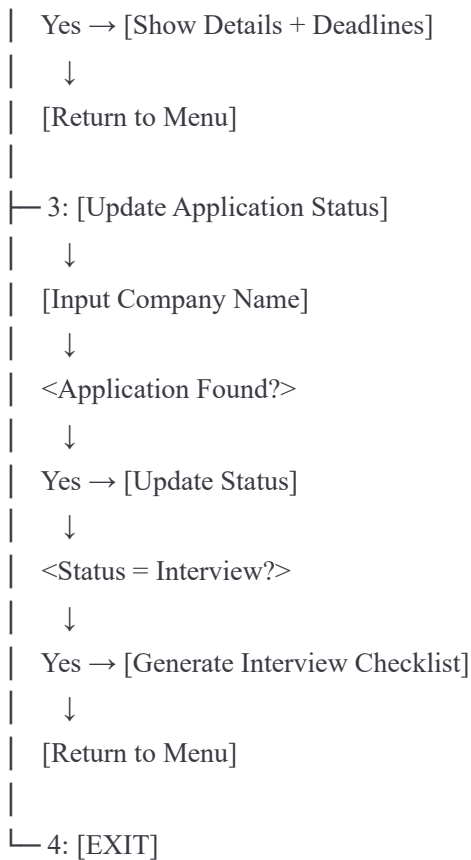 │ Yes → [Show Details + Deadlines]
│ ↓
│ [Return to Menu]
│
├─ 3: [Update Application Status]
│ ↓
│ [Input Company Name]
│ ↓
│ <Application Found?>
│ ↓
│ Yes → [Update Status]
│ ↓
│ <Status = Interview?>
│ ↓
│ Yes → [Generate Interview Checklist]
│ ↓
│ [Return to Menu]
│
└─ 4: [EXIT]